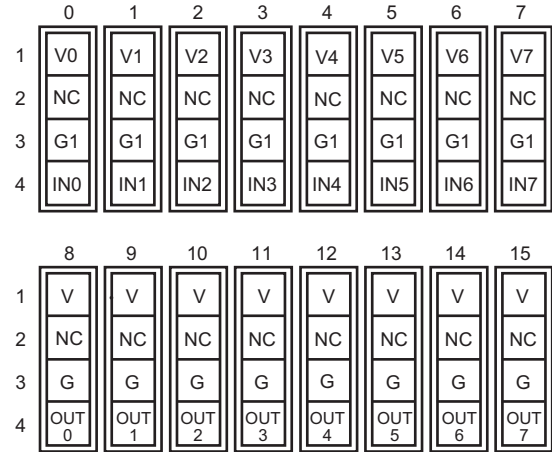 0 1 2 3 4 5 6 7
1 V0 V1 V2 V3 V4 V5 V6 V7
2 NC NC NC NC NC NC NC NC
3 G1 G1 G1 G1 G1 G1 G1 G1
4 IN0 IN1 IN2 IN3 IN4 IN5 IN6 IN7
8 9 10 11 12 13 14 15
1 V V V V V V V V
2 NC NC NC NC NC NC NC NC
3 G G G G G G G G
4 OUT OUT OUT OUT OUT OUT OUT OUT
0 1 2 3 4 5 6 7